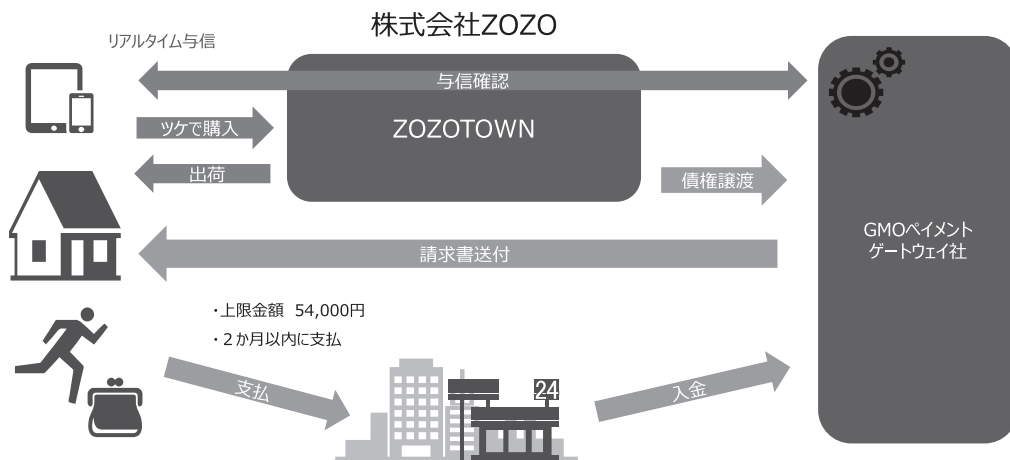 株式会社ZOZO
リアルタイム与信
与信確認
ツケで購入
ZOZOTOWN
出荷
債権譲渡
GMOペイメント
ゲートウェイ社
請求書送付
・上限金額 54,000円
・２か月以内に支払
支払
24
入金